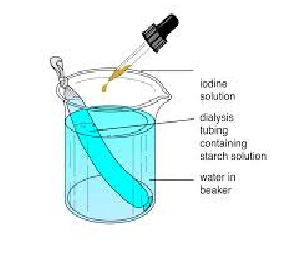 iodine
solution
dialysis
tubing
containing
starch solution
water in
beaker